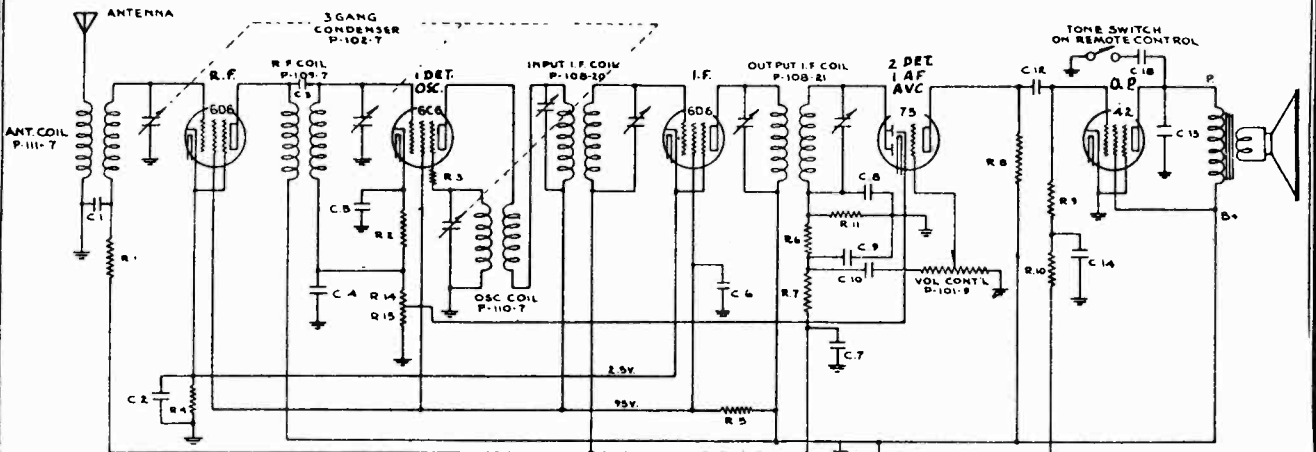 ANTENNA
3 GANG
CONDENSER
P-102-7
R.F.
R F COIL
P-109-7
C 3
1 DET.
OSC.
INPUT I.F. COIL
P-108-20
I.F.
OUTPUT I.F COIL
P-108-21
2 DET.
1 AF
AVC
TONE SWITCH
ON REMOTE CONTROL
C 18
C 12
O.P.
P.
6D6
6C6
6D6
75
42
ANT. COIL
P-111-7
C 13
R 8
R 3
C 8
C 1
C 5
R 2
R 11
R 9
B+
R 1
R 6
C 9
C 10
VOL CONT'L
P-101-9
C 14
R 10
C 4
R 14
R 15
OSC COIL
P-110-7
C 6
R.7
C.7
2.5V.
C 2
R 4
95V.
R 5